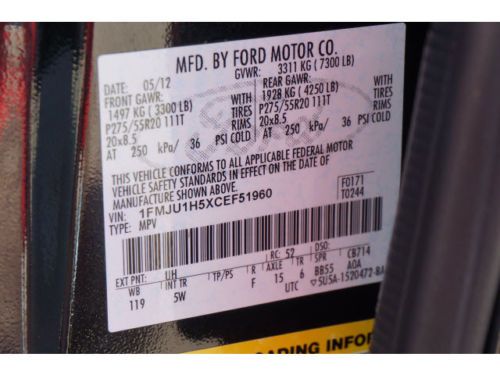 MFD. BY FORD MOTOR CO.
DATE: 05/12 GVWR: 3311 KG ( 7300 LB)
FRONT GAWR: REAR GAWR:
1497 KG ( 3300 LB) 1928 KG ( 4250 LB)
P275/55R20 111T WITH TIRES P275/55R20 111T WITH TIRES
20x8.5 RIMS 20x8.5 RIMS
AT 250 kPa/ 36 PSI COLD AT 250 kPa/ 36 PSI COLD
THIS VEHICLE CONFORMS TO ALL APPLICABLE FEDERAL MOTOR
VEHICLE SAFETY STANDARDS IN EFFECT ON THE DATE OF
MANUFACTURE SHOWN ABOVE.
VIN: 1FMJU1H5XCEF51960 F0171
TYPE: MPV T0244
EXT PNT: UH RC: 52 DSO: CB714
WB INT TR TP/PS R AXLE TR SPR AOA
119 5W F 15 6 BB55
UTC 5U5A-1520472-BA
LOADING INFOR